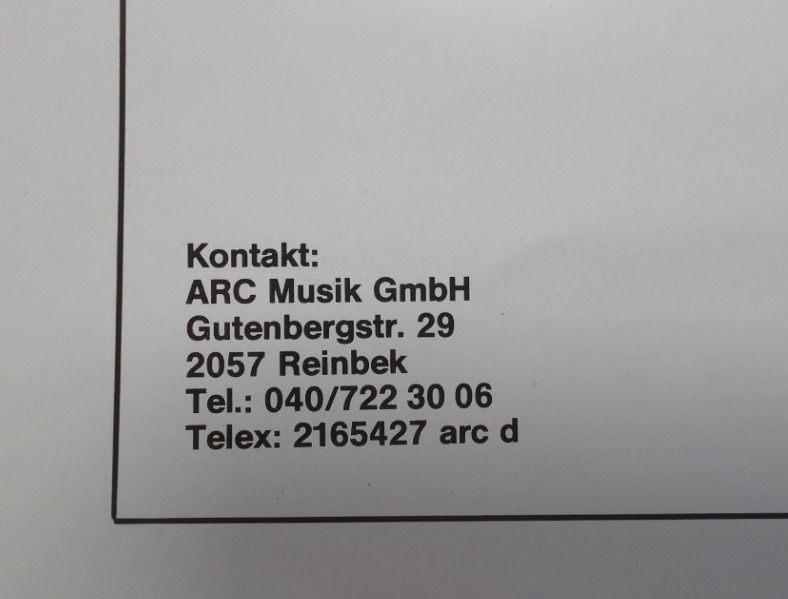 Kontakt:
ARC Musik GmbH
Gutenbergstr. 29
2057 Reinbek
Tel.: 040/722 30 06
Telex: 2165427 arc d